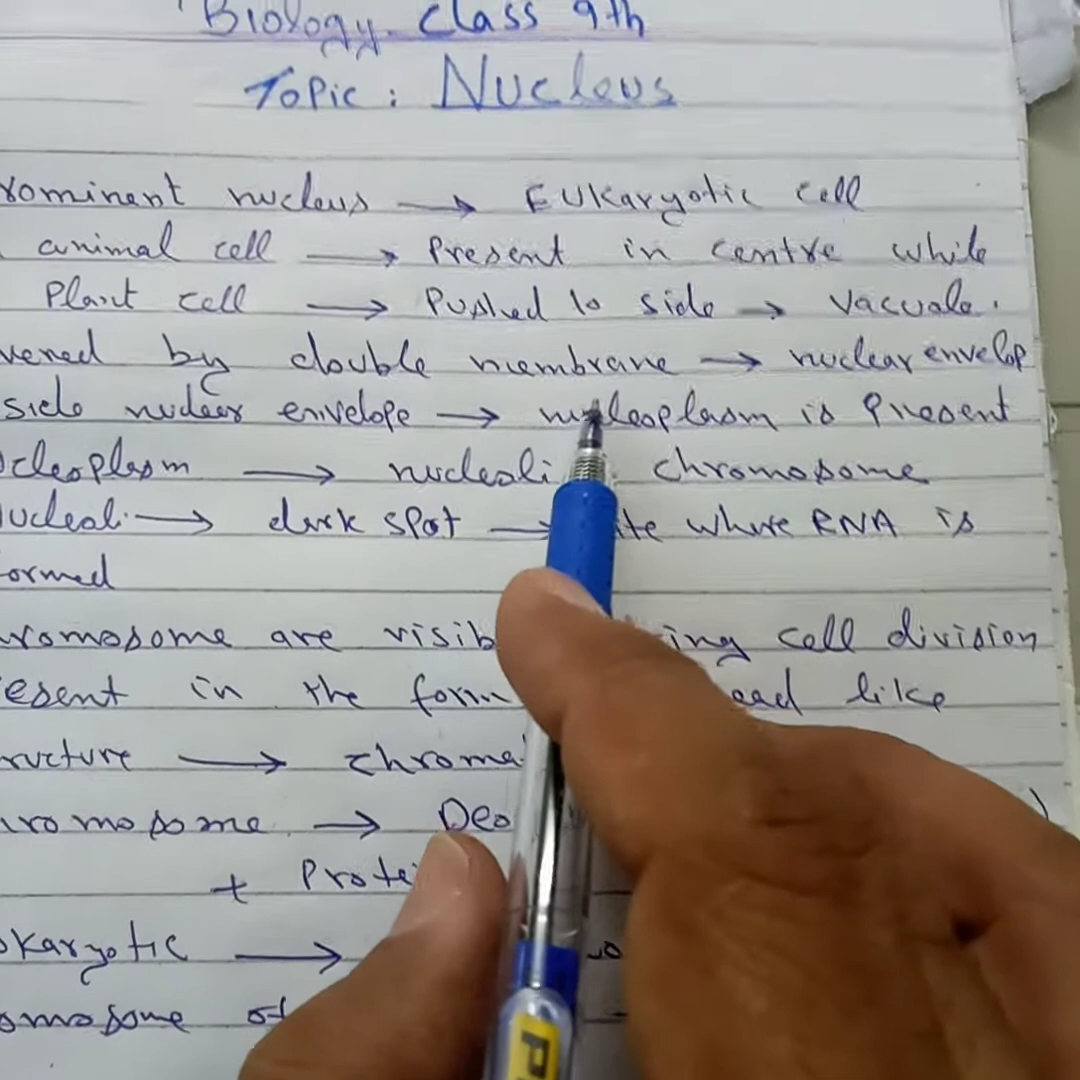 Biology. Class 9th
Topic: Nucleus
rominent nucleus → Eukaryotic cell
animal cell → Present in centre while
Plant cell → Pushed to side → Vacuole.
vered by double membrane → nuclear envelop
side nuclear envelope → nucleoplasm is Present
cleoplasm → nucleoli chromosome
ucleoli → dark spot → ite where RNA is
ormed
romosome are visib ing cell division
esent in the form ead like
ructure → chroma
romosome → Deo )
+ Protei
karyotic →
omosome of